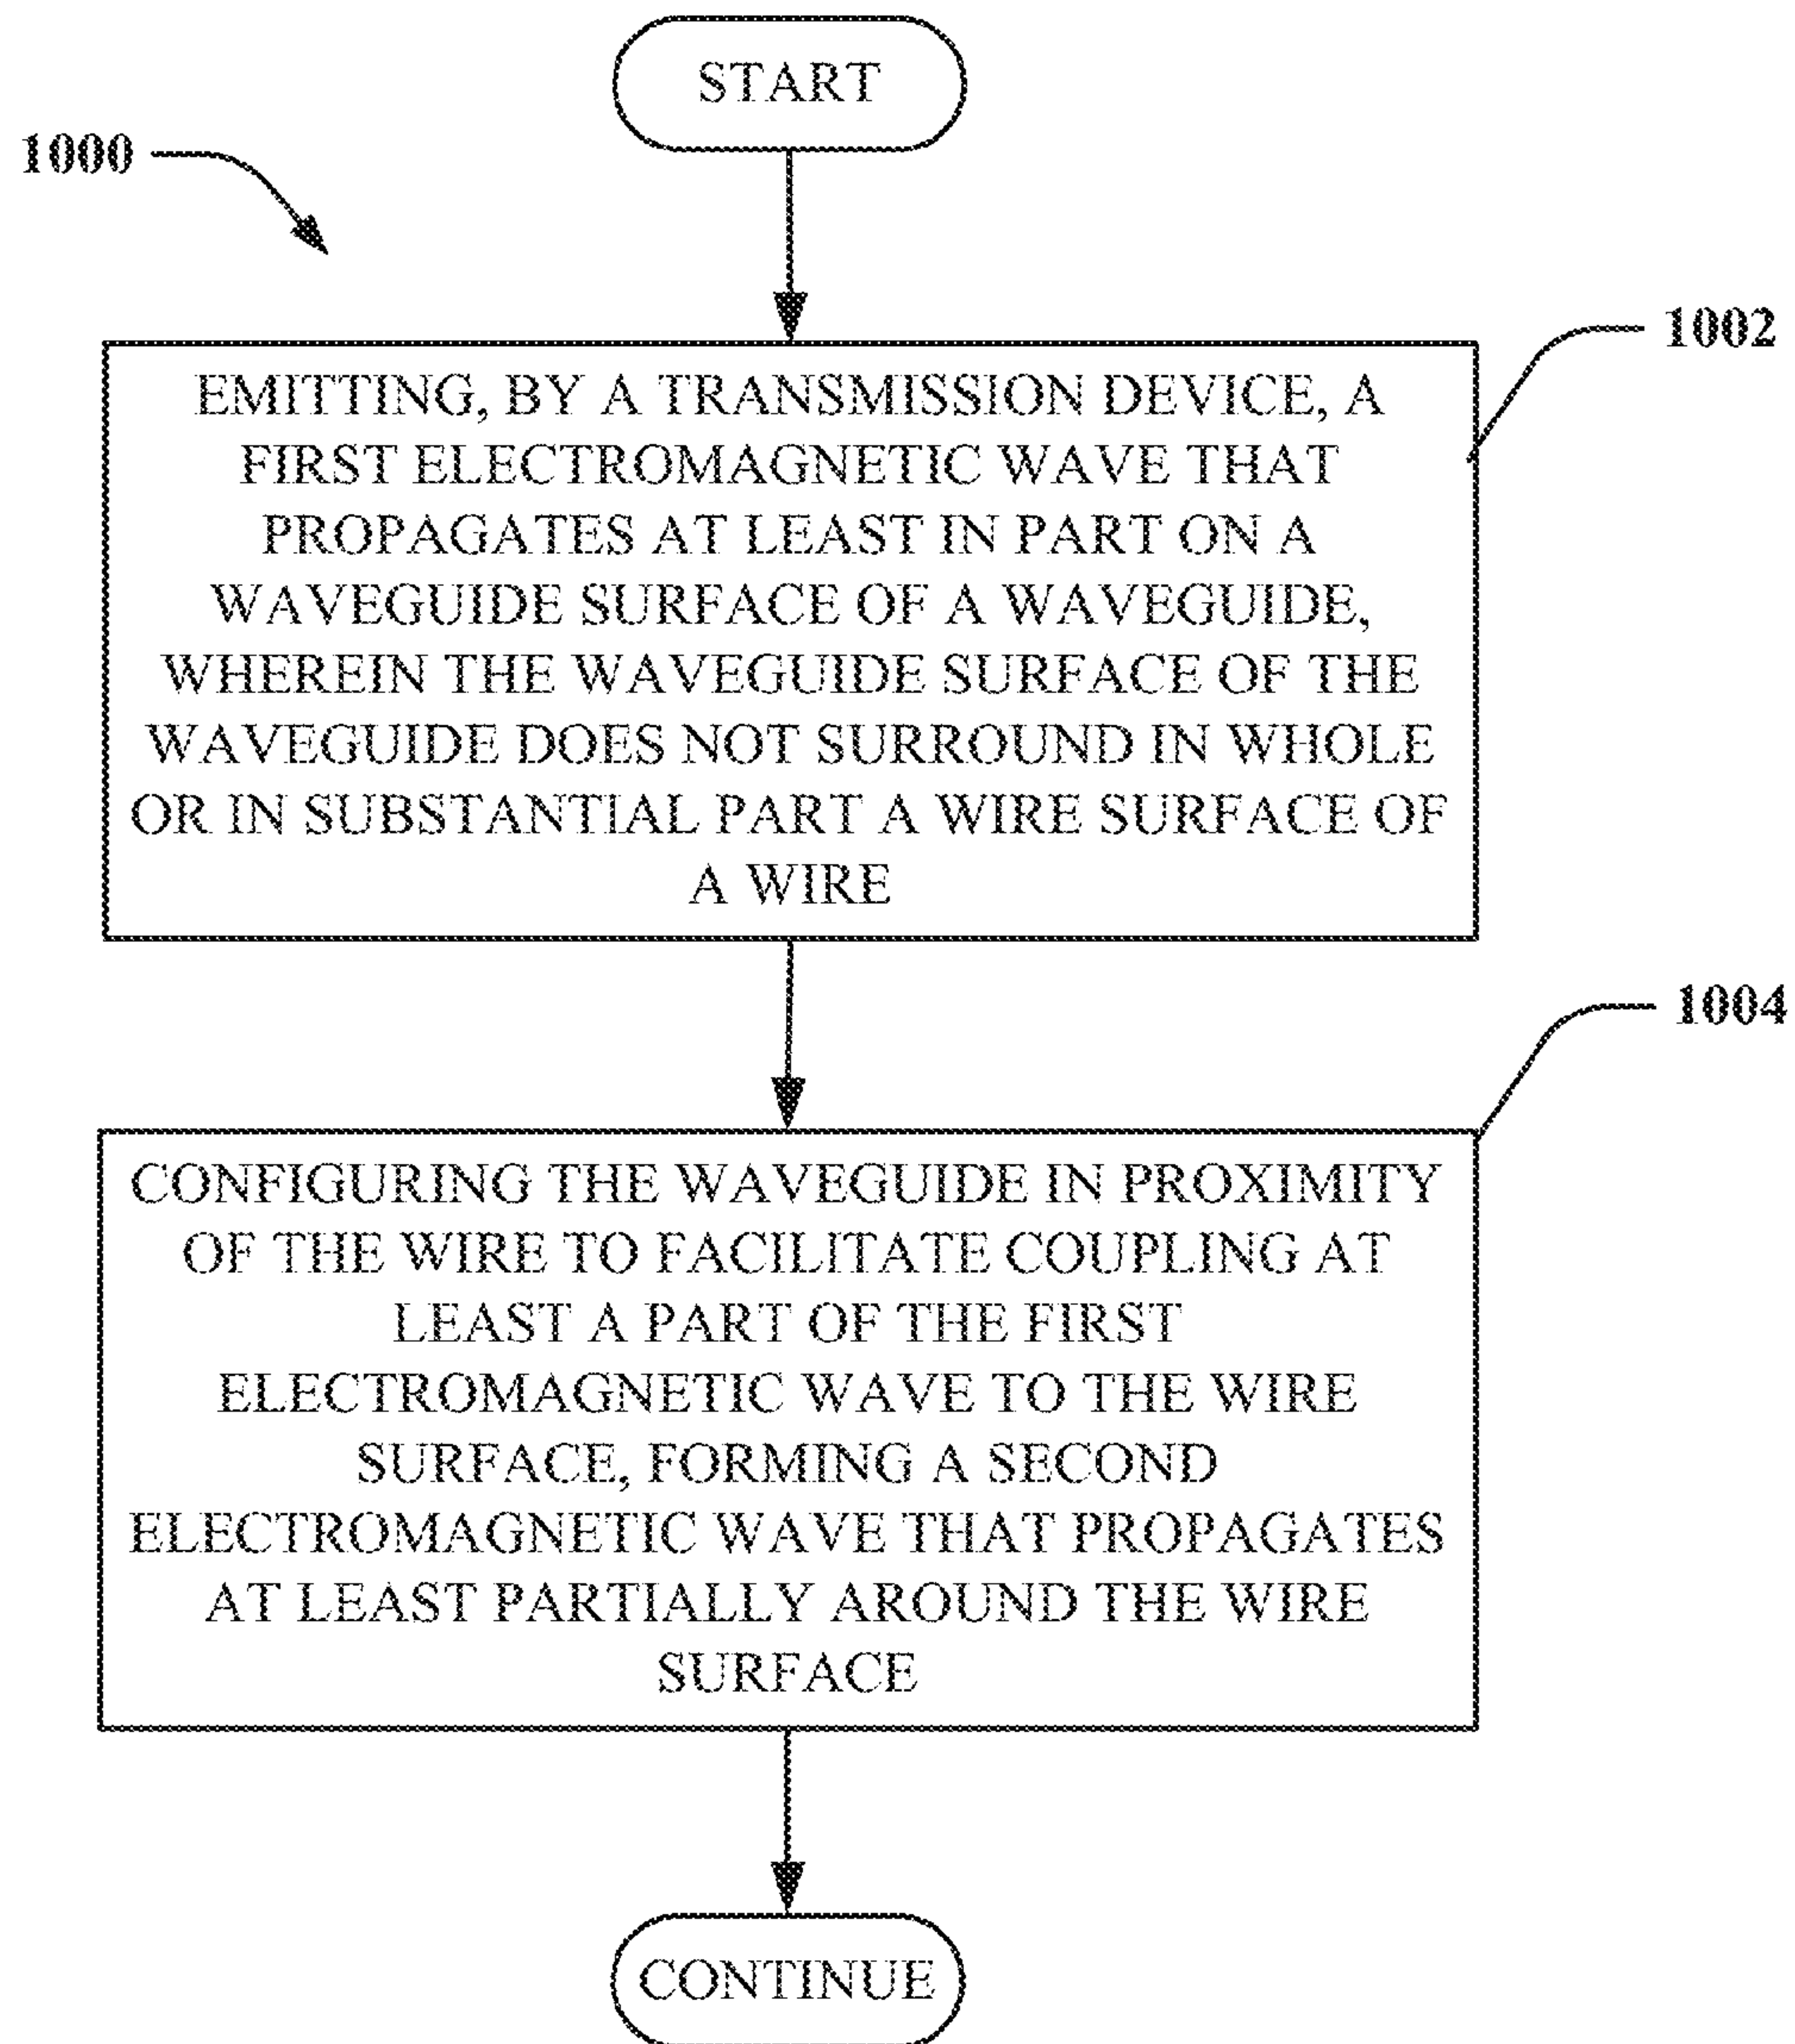 START
1000
1002
EMITTING, BY A TRANSMISSION DEVICE, A
FIRST ELECTROMAGNETIC WAVE THAT
PROPAGATES AT LEAST IN PART ON A
WAVEGUIDE SURFACE OF A WAVEGUIDE,
WHEREIN THE WAVEGUIDE SURFACE OF THE
WAVEGUIDE DOES NOT SURROUND IN WHOLE
OR IN SUBSTANTIAL PART A WIRE SURFACE OF
A WIRE
1004
CONFIGURING THE WAVEGUIDE IN PROXIMITY
OF THE WIRE TO FACILITATE COUPLING AT
LEAST A PART OF THE FIRST
ELECTROMAGNETIC WAVE TO THE WIRE
SURFACE, FORMING A SECOND
ELECTROMAGNETIC WAVE THAT PROPAGATES
AT LEAST PARTIALLY AROUND THE WIRE
SURFACE
CONTINUE